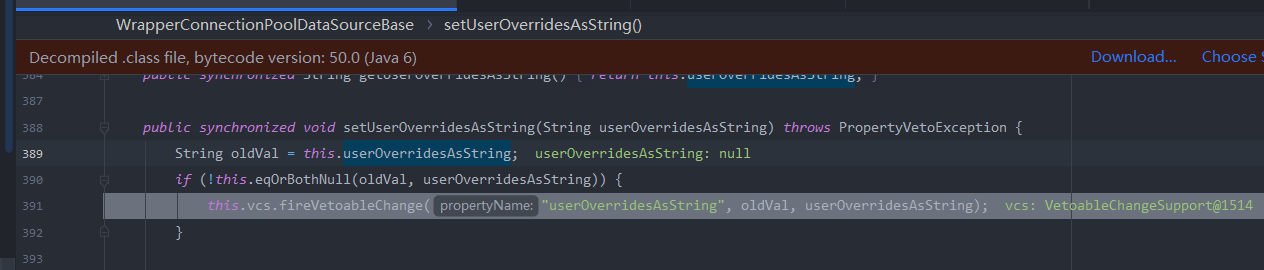 WrapperConnectionPoolDataSourceBase › setUserOverridesAsString()
Decompiled .class file, bytecode version: 50.0 (Java 6) Download... Choose S
384 public synchronized String getUserOverridesAsString() { return this.userOverridesAsString; }
387
388 public synchronized void setUserOverridesAsString(String userOverridesAsString) throws PropertyVetoException {
389 String oldVal = this.userOverridesAsString; userOverridesAsString: null
390 if (!this.eqOrBothNull(oldVal, userOverridesAsString)) {
391 this.vcs.fireVetoableChange( propertyName: "userOverridesAsString", oldVal, userOverridesAsString); vcs: VetoableChangeSupport@1514
392 }
393